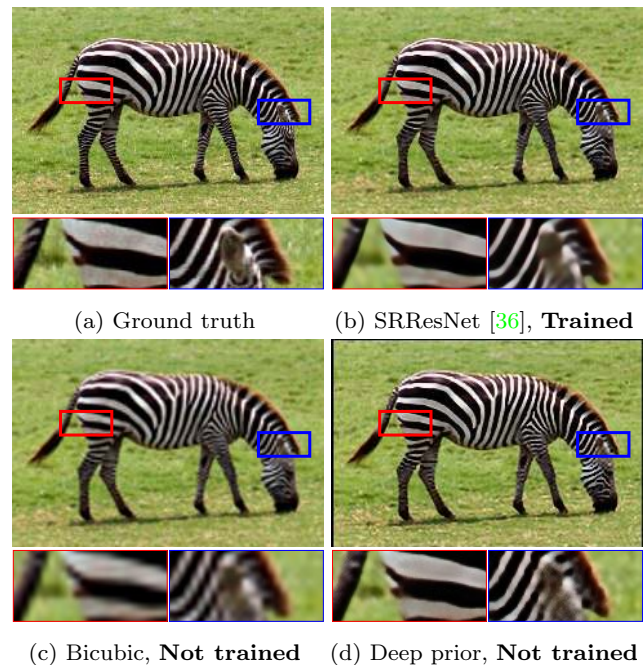 (a) Ground truth
(b) SRResNet [36], Trained
(c) Bicubic, Not trained
(d) Deep prior, Not trained